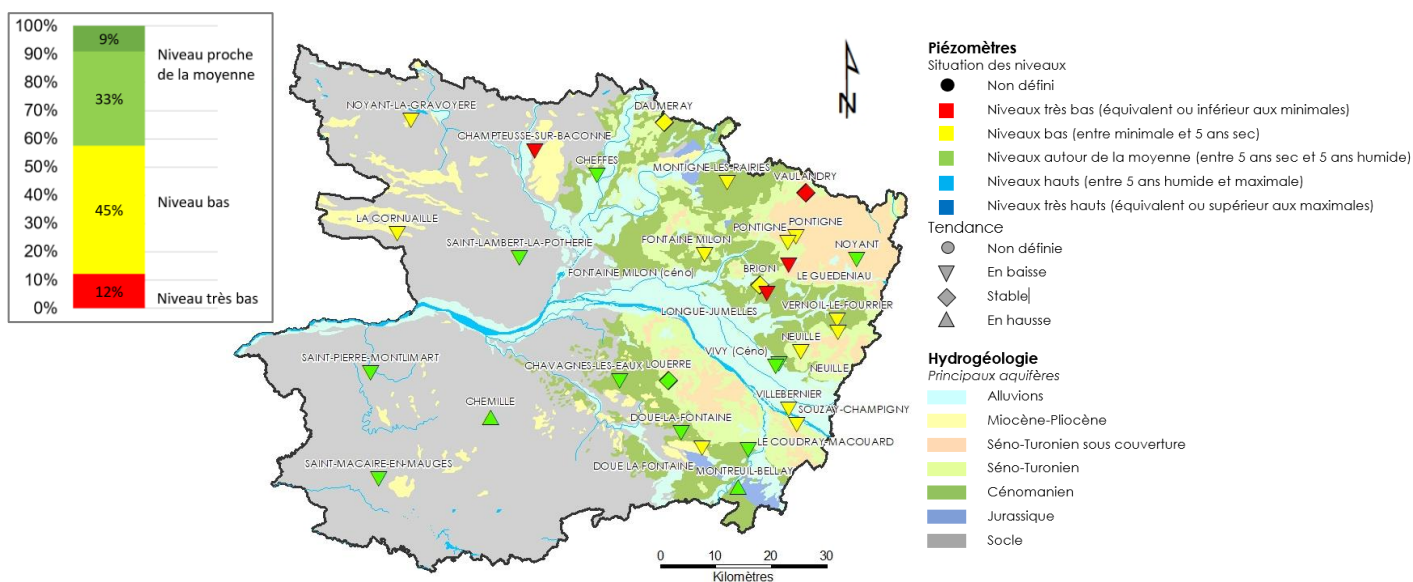 100%
90%
80%
70%
60%
50%
40%
30%
20%
10%
0%
9%
33%
45%
12%
Niveau proche
de la moyenne
Niveau bas
Niveau très bas
NOYANT-LA-GRAVOYERE
CHAMPTEUSSE-SUR-BACONNE
DAUMERAY
CHEFFES
MONTIGNE-LES-RAIRIES
VAULANDRY
LA CORNUAILLE
SAINT-LAMBERT-LA-POTHERIE
FONTAINE MILON
PONTIGNE
PONTIGNE
NOYANT
FONTAINE MILON (céno)
BRION
LE GUEDENIAU
LONGUE-JUMELLES
VERNOIL-LE-FOURRIER
NEUILLE
VIVY (Céno)
NEUILLE
SAINT-PIERRE-MONTLIMART
CHAVAGNES-LES-EAUX
LOUERRE
CHEMILLE
VILLEBERNIER
SOUZAY-CHAMPIGNY
DOUE-LA-FONTAINE
LE COUDRAY-MACOUARD
SAINT-MACAIRE-EN-MAUGES
DOUE LA FONTAINE
MONTREUIL-BELLAY
N
0 10 20 30
Kilomètres
Piézomètres
Situation des niveaux
Non défini
Niveaux très bas (équivalent ou inférieur aux minimales)
Niveaux bas (entre minimale et 5 ans sec)
Niveaux autour de la moyenne (entre 5 ans sec et 5 ans humide)
Niveaux hauts (entre 5 ans humide et maximale)
Niveaux très hauts (équivalent ou supérieur aux maximales)
Tendance
Non définie
En baisse
Stable
En hausse
Hydrogéologie
Principaux aquifères
Alluvions
Miocène-Pliocène
Séno-Turonien sous couverture
Séno-Turonien
Cénomanien
Jurassique
Socle